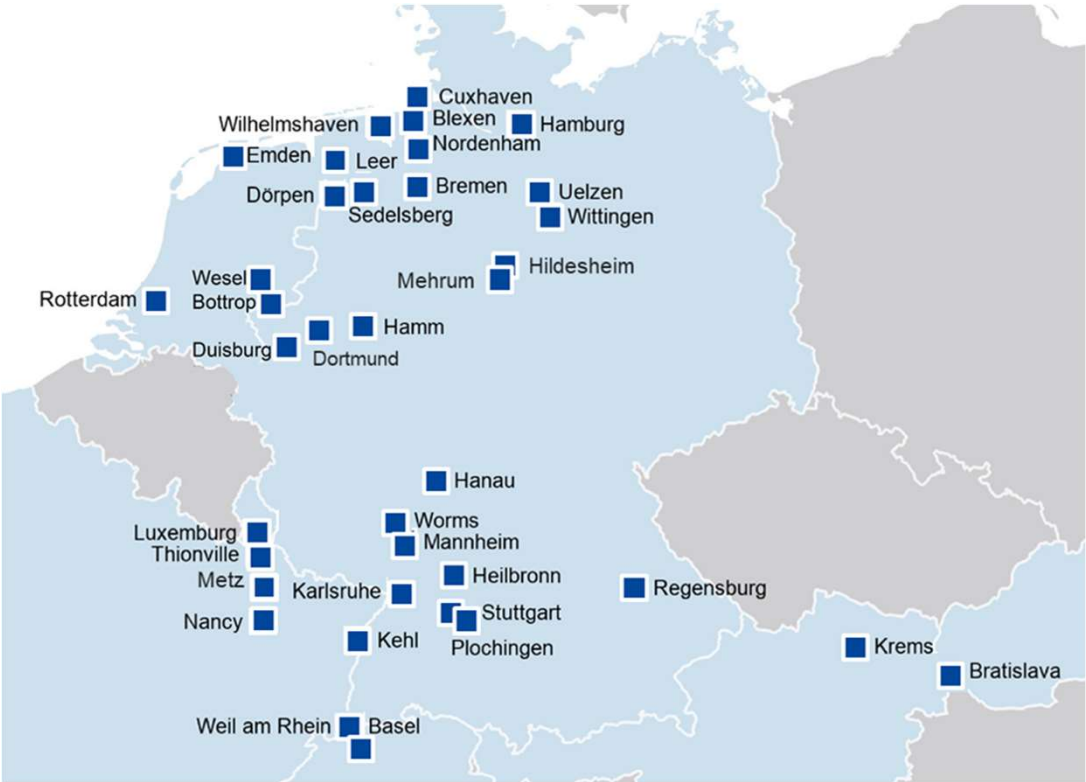 Cuxhaven
Blexen
Wilhelmshaven
Hamburg
Nordenham
Emden
Leer
Bremen
Dörpen
Uelzen
Sedelsberg
Wittingen
Hildesheim
Wesel
Mehrum
Rotterdam
Bottrop
Hamm
Duisburg
Dortmund
Hanau
Worms
Luxemburg
Mannheim
Thionville
Heilbronn
Metz
Karlsruhe
Regensburg
Stuttgart
Nancy
Kehl
Plochingen
Krems
Bratislava
Weil am Rhein
Basel